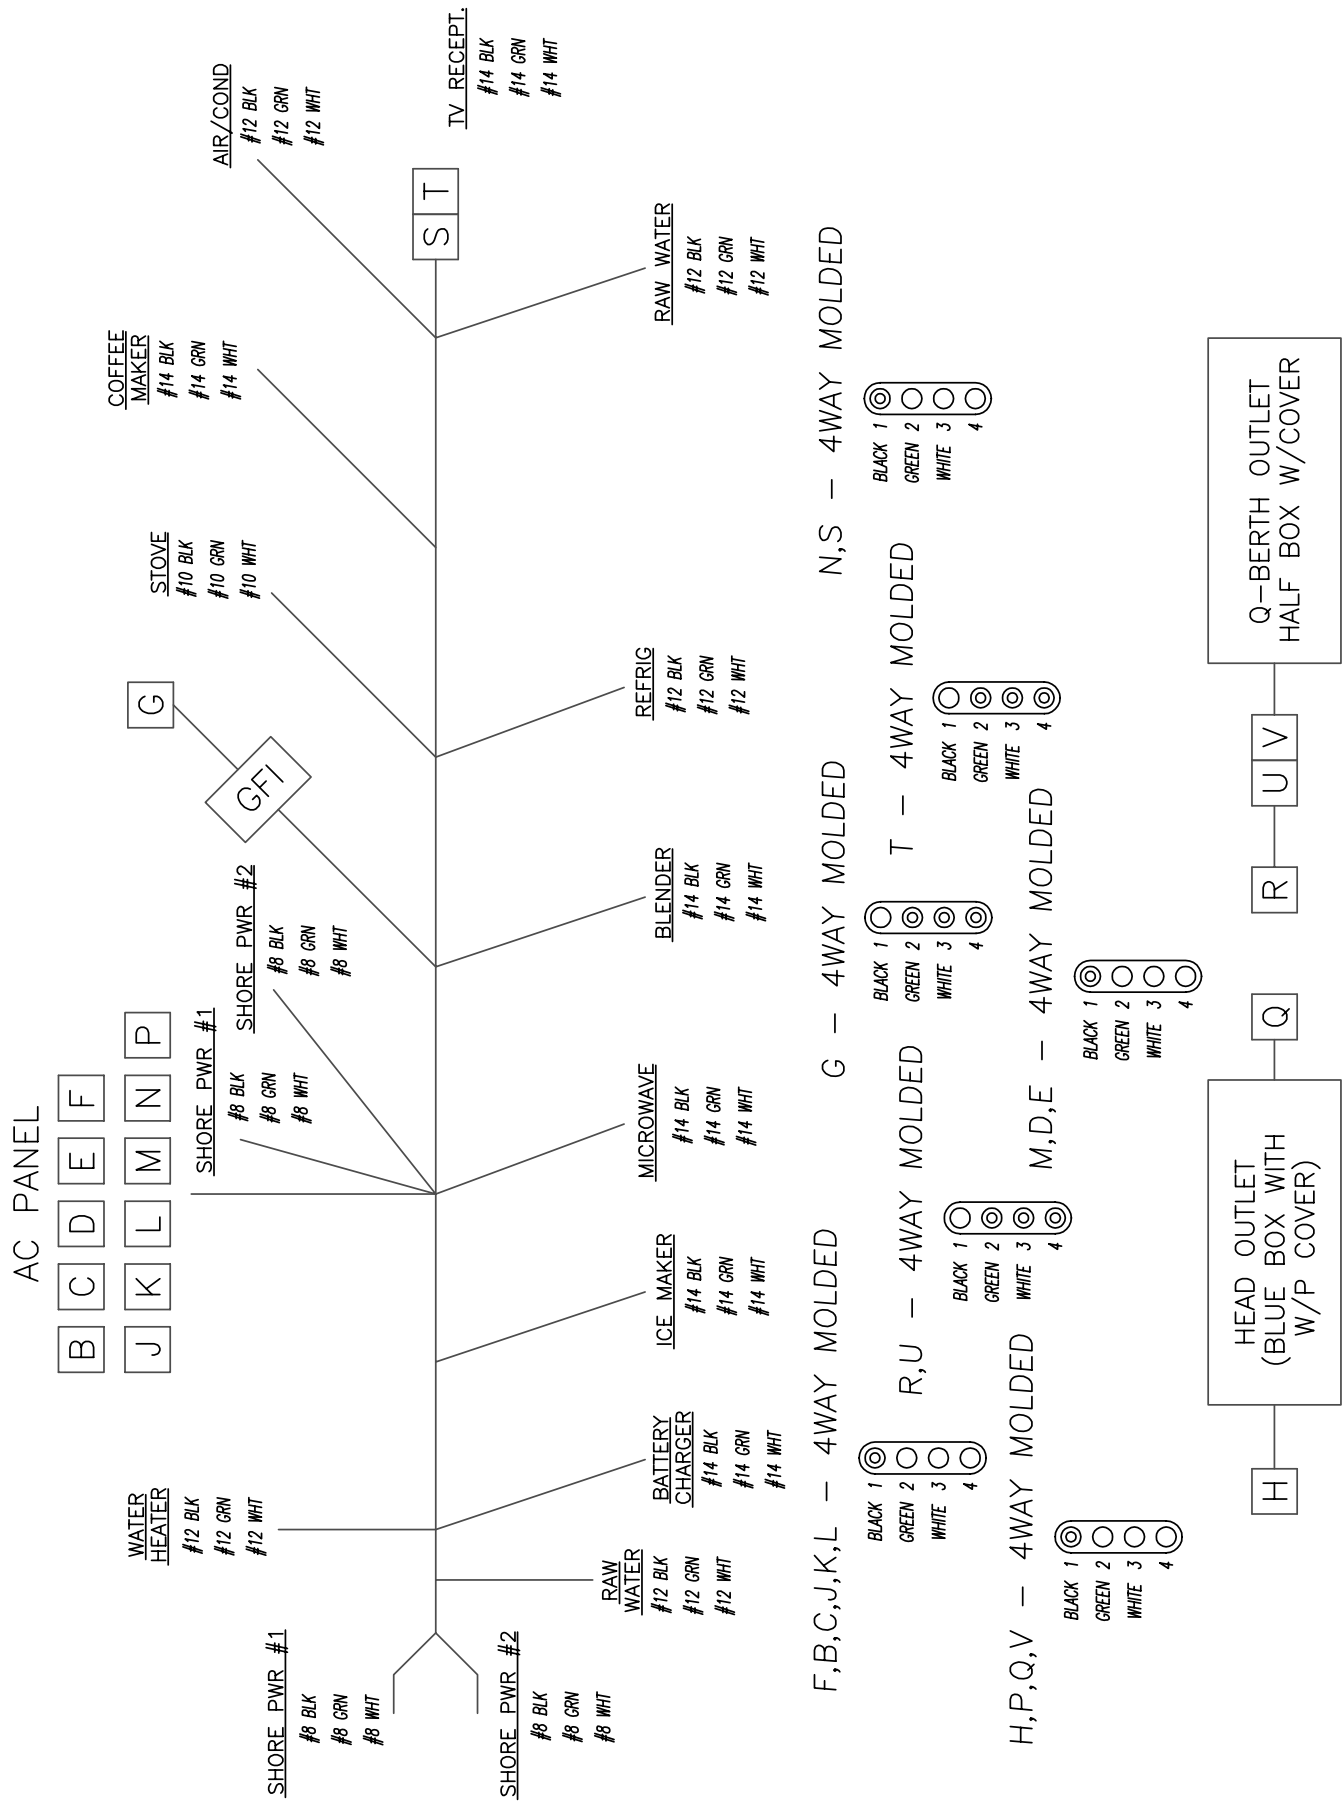 AC PANEL
B C D E F
J K L M N P
SHORE PWR #1
#8 BLK
#8 GRN
#8 WHT
SHORE PWR #2
#8 BLK
#8 GRN
#8 WHT
WATER
HEATER
#12 BLK
#12 GRN
#12 WHT
GFI
G
STOVE
#10 BLK
#10 GRN
#10 WHT
COFFEE
MAKER
#14 BLK
#14 GRN
#14 WHT
AIR/COND
#12 BLK
#12 GRN
#12 WHT
SHORE PWR #1
#8 BLK
#8 GRN
#8 WHT
SHORE PWR #2
#8 BLK
#8 GRN
#8 WHT
S T
TV RECEPT.
#14 BLK
#14 GRN
#14 WHT
RAW
WATER
#12 BLK
#12 GRN
#12 WHT
BATTERY
CHARGER
#14 BLK
#14 GRN
#14 WHT
ICE MAKER
#14 BLK
#14 GRN
#14 WHT
MICROWAVE
#14 BLK
#14 GRN
#14 WHT
BLENDER
#14 BLK
#14 GRN
#14 WHT
REFRIG
#12 BLK
#12 GRN
#12 WHT
RAW WATER
#12 BLK
#12 GRN
#12 WHT
F,B,C,J,K,L - 4WAY MOLDED
BLACK 1
GREEN 2
WHITE 3
4
G - 4WAY MOLDED
BLACK 1
GREEN 2
WHITE 3
4
N,S - 4WAY MOLDED
BLACK 1
GREEN 2
WHITE 3
4
R,U - 4WAY MOLDED
BLACK 1
GREEN 2
WHITE 3
4
T - 4WAY MOLDED
BLACK 1
GREEN 2
WHITE 3
4
H,P,Q,V - 4WAY MOLDED
BLACK 1
GREEN 2
WHITE 3
4
M,D,E - 4WAY MOLDED
BLACK 1
GREEN 2
WHITE 3
4
H
HEAD OUTLET
(BLUE BOX WITH
W/P COVER)
Q
R
U V
Q-BERTH OUTLET
HALF BOX W/COVER